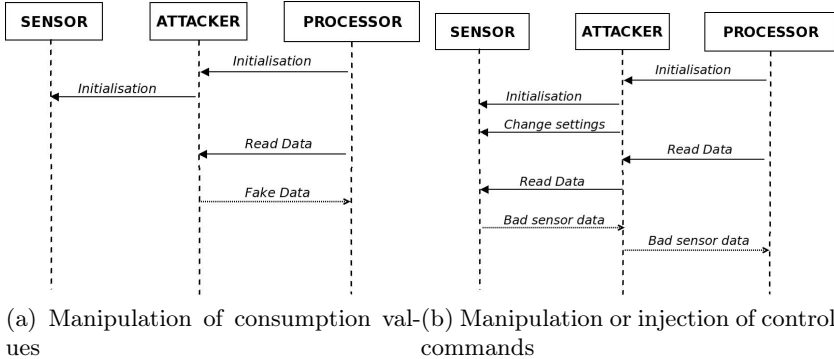 SENSOR ATTACKER PROCESSOR
Initialisation
Initialisation
Read Data
Fake Data
(a) Manipulation of consumption val-
ues
SENSOR ATTACKER PROCESSOR
Initialisation
Initialisation
Change settings
Read Data
Read Data
Bad sensor data
Bad sensor data
(b) Manipulation or injection of control
commands